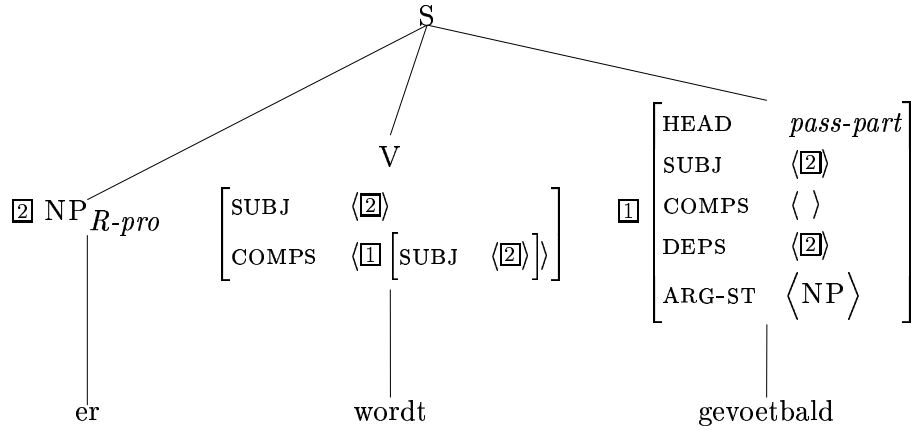 S
V
2 NP R-pro
SUBJ ⟨2⟩
COMPS ⟨1 [SUBJ ⟨2⟩]⟩
1
HEAD pass-part
SUBJ ⟨2⟩
COMPS ⟨ ⟩
DEPS ⟨2⟩
ARG-ST ⟨NP⟩
er wordt gevoetbald